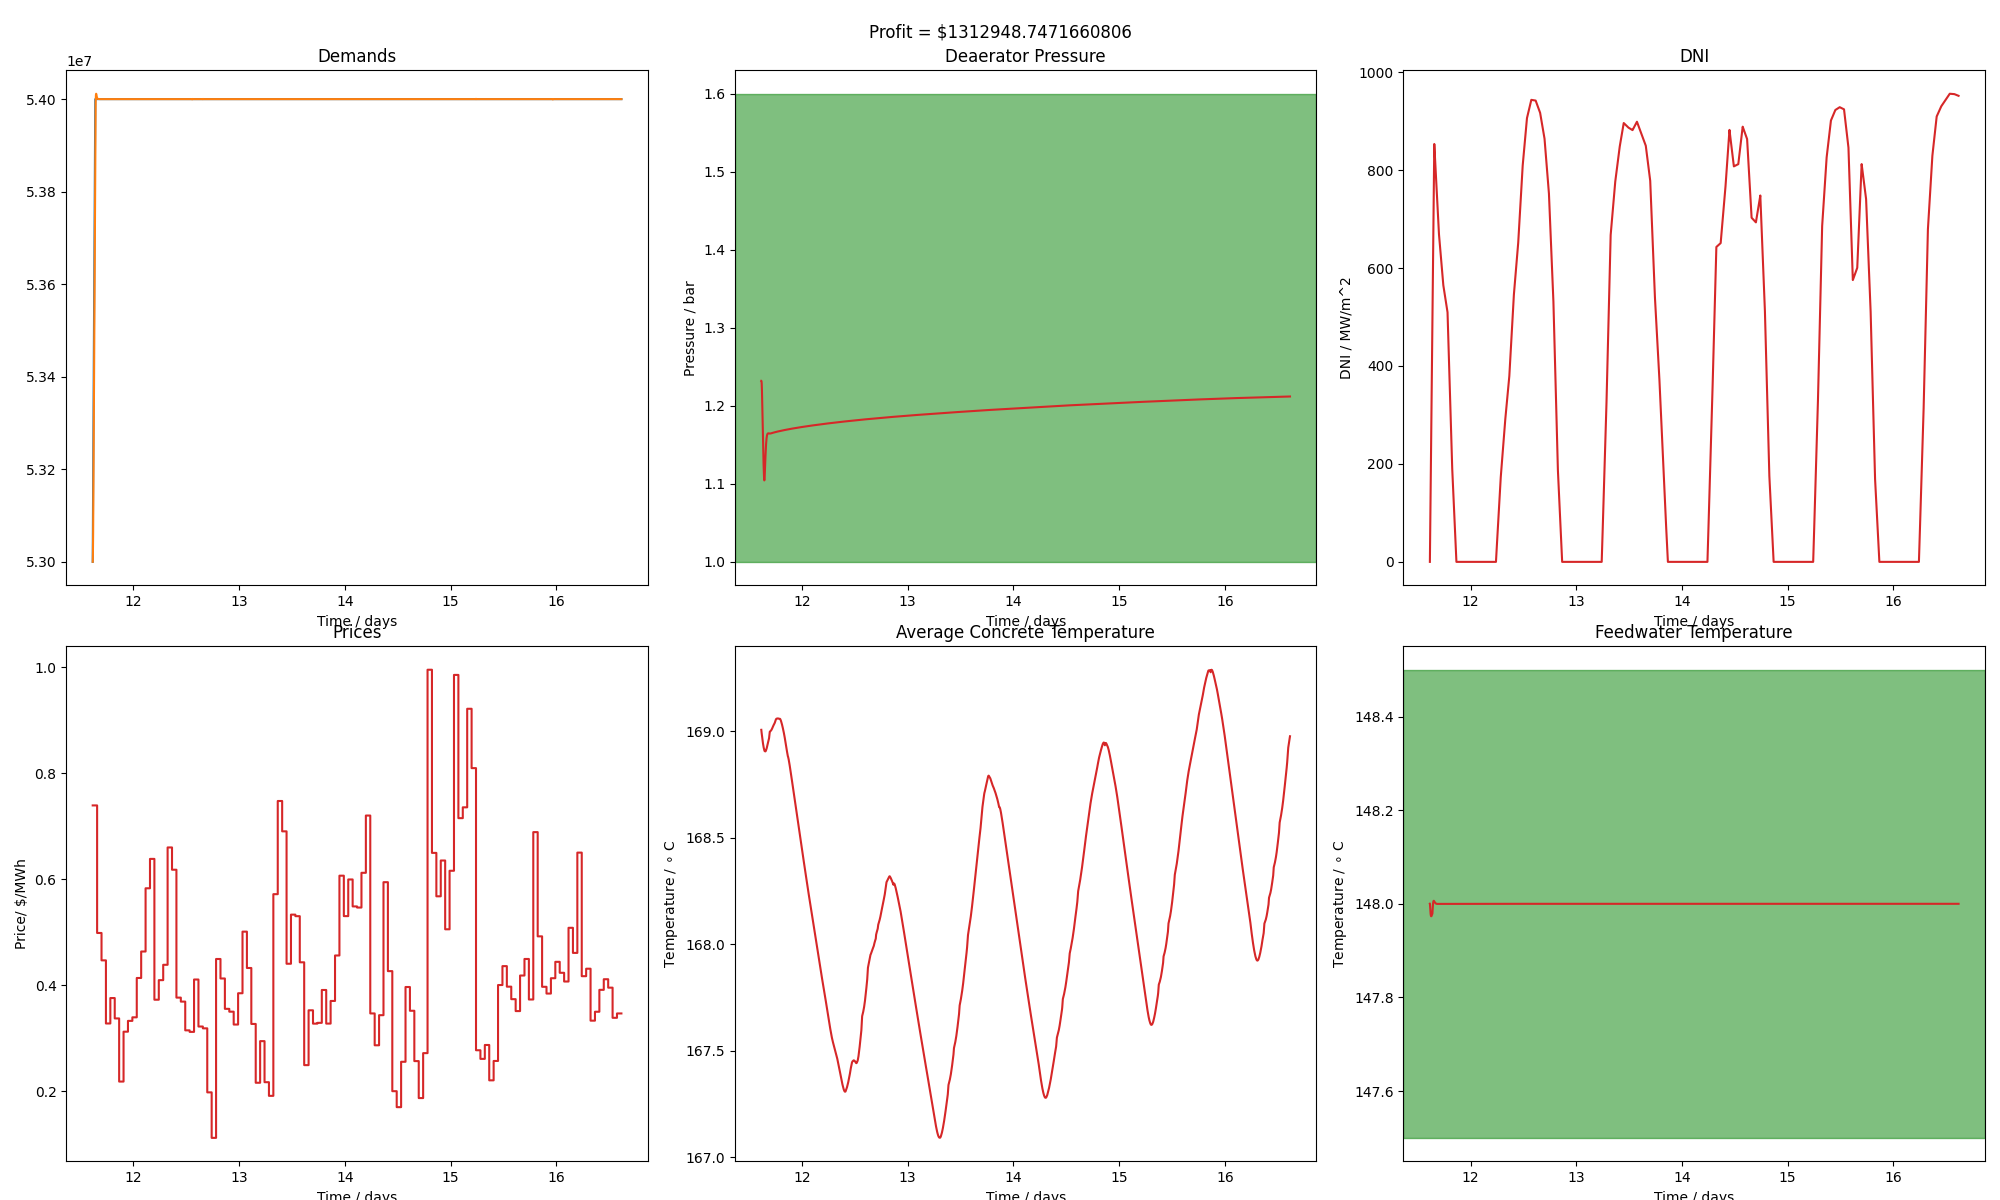 Profit = $1312948.7471660806
Demands
1e7
5.40
5.38
5.36
5.34
5.32
5.30
12 13 14 15 16
Time / days
Deaerator Pressure
Pressure / bar
1.6
1.5
1.4
1.3
1.2
1.1
1.0
12 13 14 15 16
Time / days
DNI
DNI / MW/m^2
1000
800
600
400
200
0
12 13 14 15 16
Time / days
Prices
Price/ $/MWh
1.0
0.8
0.6
0.4
0.2
12 13 14 15 16
Time / days
Average Concrete Temperature
Temperature / ∘ C
169.0
168.5
168.0
167.5
167.0
12 13 14 15 16
Time / days
Feedwater Temperature
Temperature / ∘ C
148.4
148.2
148.0
147.8
147.6
12 13 14 15 16
Time / days